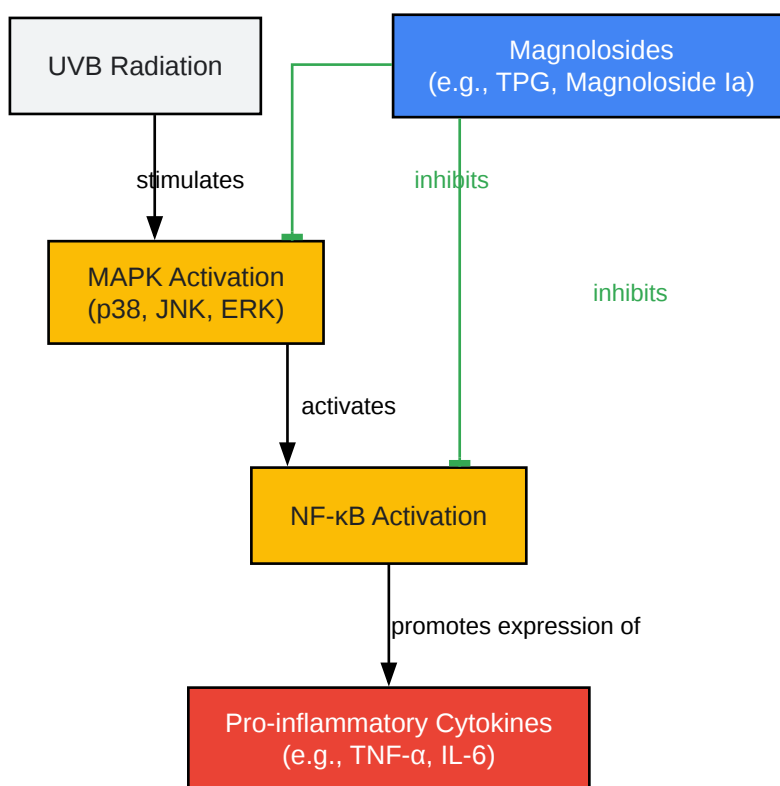 UVB Radiation
Magnolosides
(e.g., TPG, Magnoloside Ia)
stimulates
inhibits
MAPK Activation
(p38, JNK, ERK)
inhibits
activates
NF-κB Activation
promotes expression of
Pro-inflammatory Cytokines
(e.g., TNF-α, IL-6)